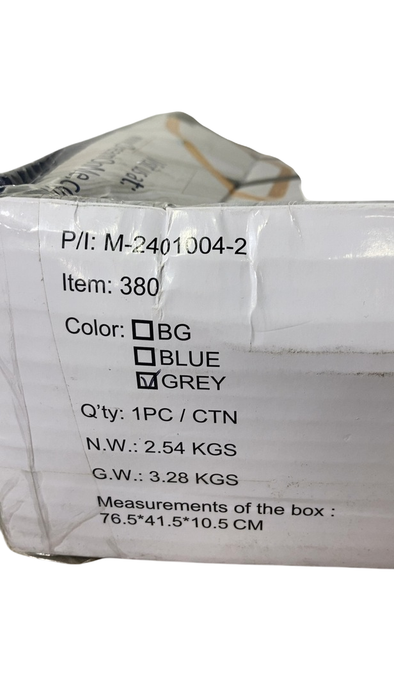 P/I: M-2401004-2
Item: 380
Color: ☐ BG
☐ BLUE
☑ GREY
Q'ty: 1PC / CTN
N.W.: 2.54 KGS
G.W.: 3.28 KGS
Measurements of the box :
76.5*41.5*10.5 CM